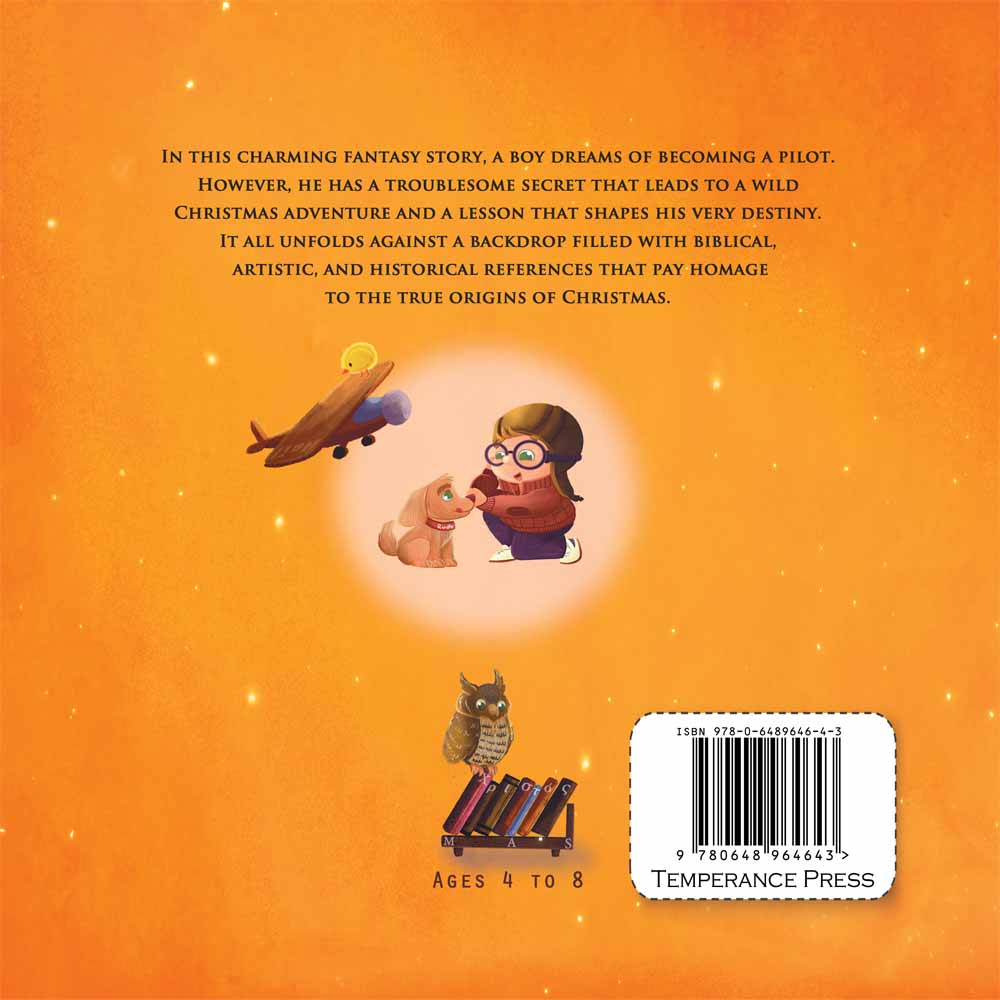 In this charming fantasy story, a boy dreams of becoming a pilot.
However, he has a troublesome secret that leads to a wild
Christmas adventure and a lesson that shapes his very destiny.
It all unfolds against a backdrop filled with biblical,
artistic, and historical references that pay homage
to the true origins of Christmas.
Rudy
Χριστός
M A S
Ages 4 to 8
ISBN 978-0-6489646-4-3
9 780648 964643 >
Temperance Press